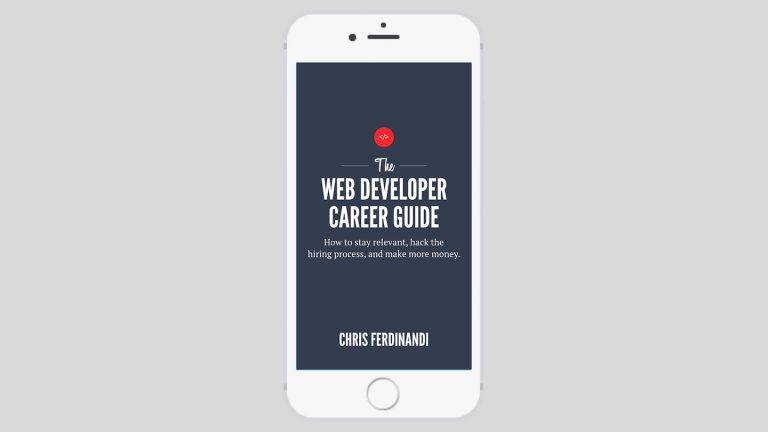 </>
The
WEB DEVELOPER
CAREER GUIDE
How to stay relevant, hack the
hiring process, and make more money.
CHRIS FERDINANDI